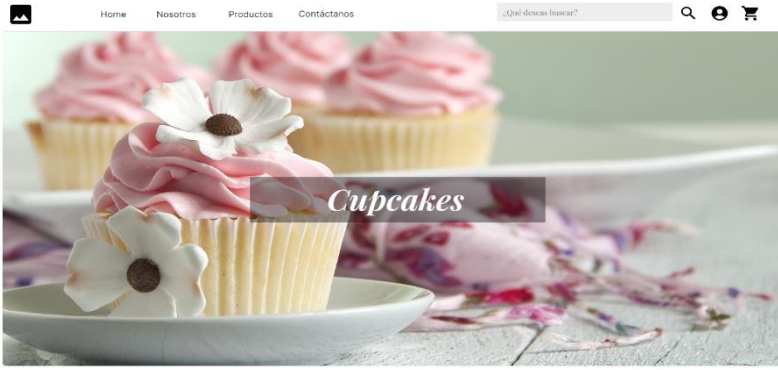 Home
Nosotros
Productos
Contáctanos
¿Qué deseas buscar?
Cupcakes